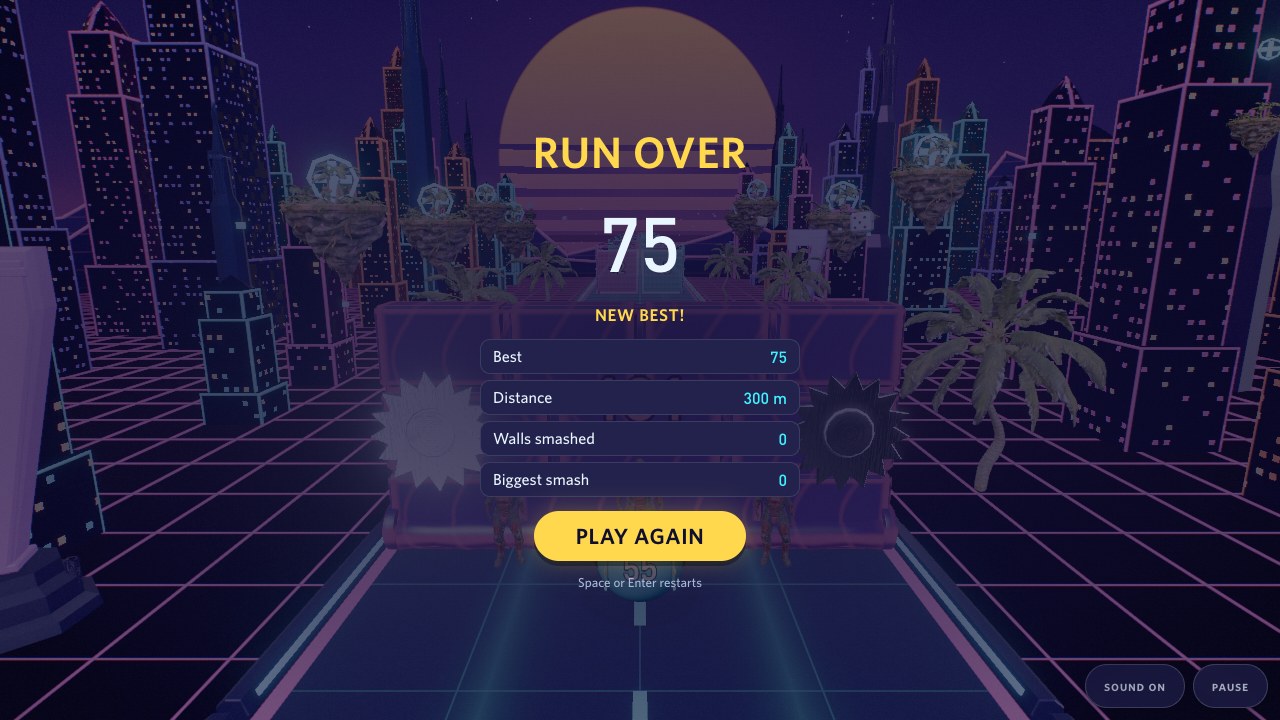 RUN OVER
75
NEW BEST!
Best 75
Distance 300 m
Walls smashed 0
Biggest smash 0
PLAY AGAIN
55
Space or Enter restarts
SOUND ON
PAUSE